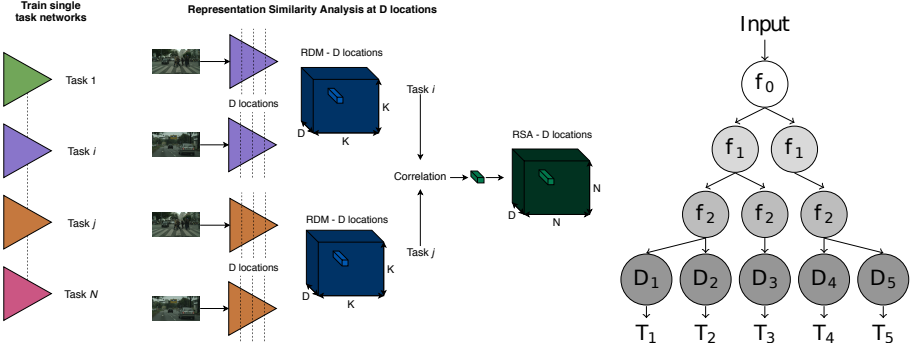 Train single
task networks
Task 1
Task i
Task j
Task N
Representation Similarity Analysis at D locations
D locations
D locations
RDM - D locations
D
K
K
RDM - D locations
D
K
K
Task i
Correlation
Task j
RSA - D locations
D
N
N
Input
f₀
f₁ f₁
f₂ f₂ f₂
D₁ D₂ D₃ D₄ D₅
T₁ T₂ T₃ T₄ T₅